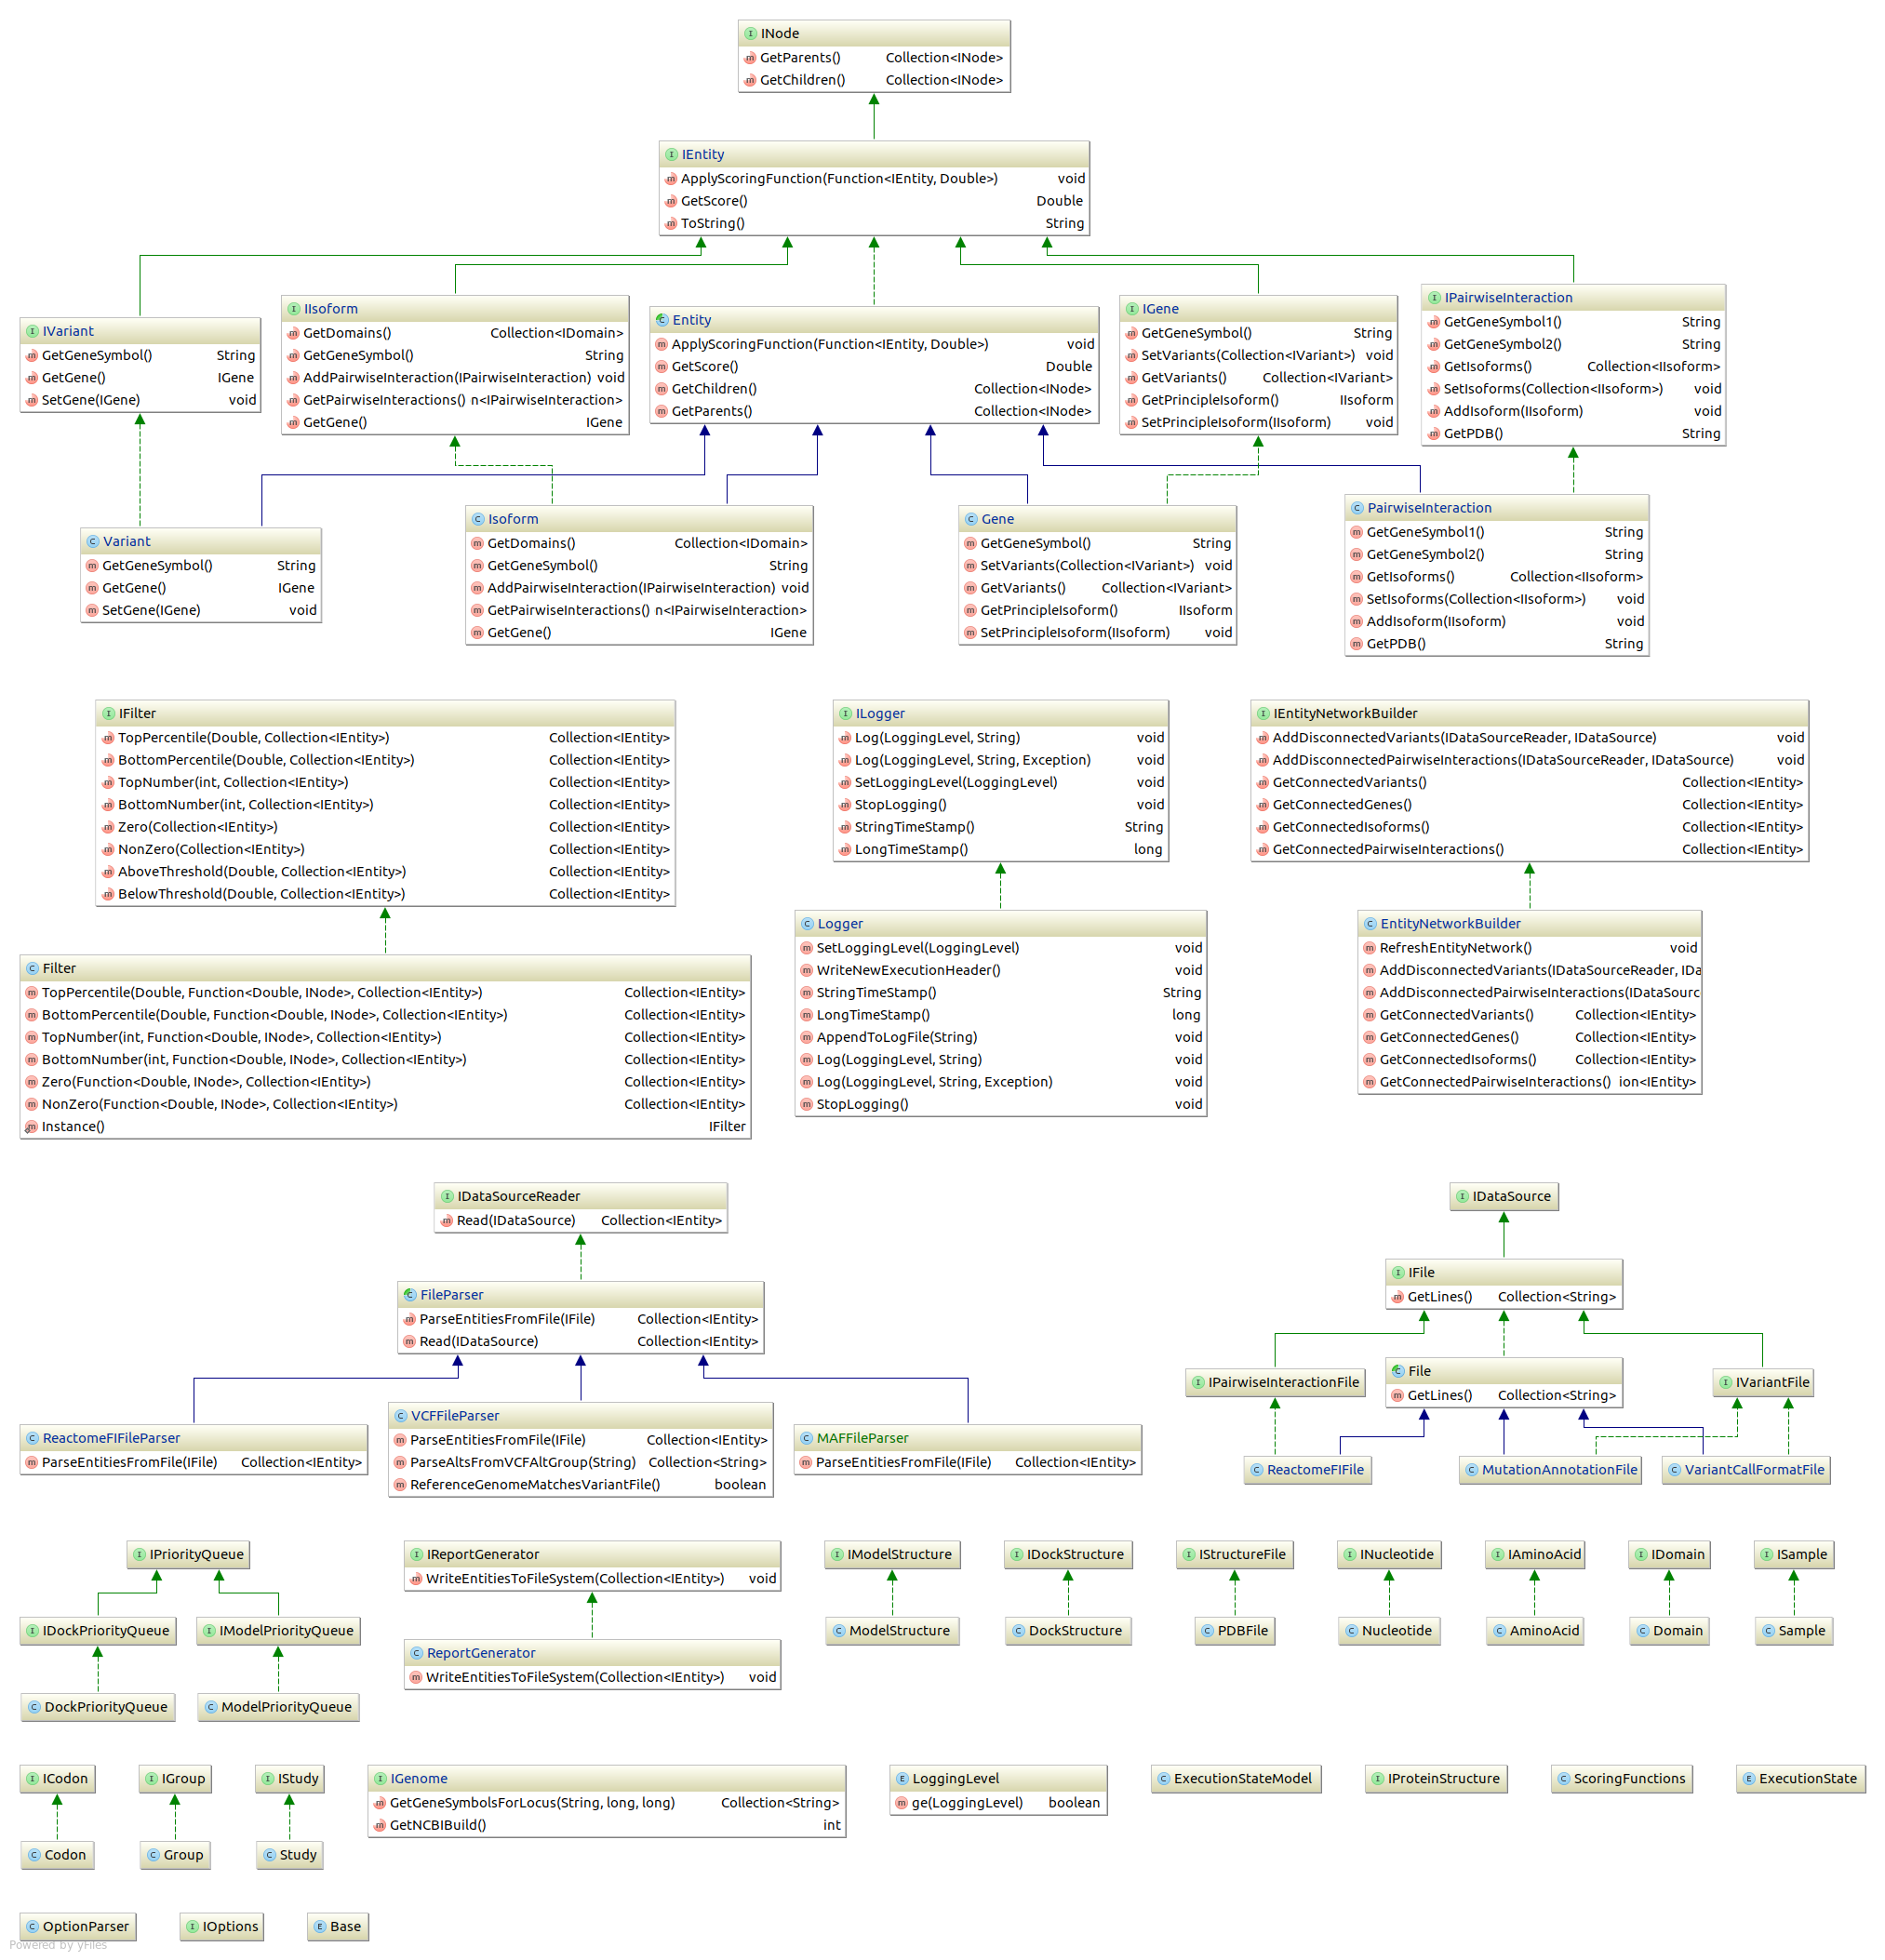 INode
GetParents() Collection<INode>
GetChildren() Collection<INode>
IEntity
ApplyScoringFunction(Function<IEntity, Double>) void
GetScore() Double
ToString() String
IVariant
GetGeneSymbol() String
GetGene() IGene
SetGene(IGene) void
IIsoform
GetDomains() Collection<IDomain>
GetGeneSymbol() String
AddPairwiseInteraction(IPairwiseInteraction) void
GetPairwiseInteractions() n<IPairwiseInteraction>
GetGene() IGene
Entity
ApplyScoringFunction(Function<IEntity, Double>) void
GetScore() Double
GetChildren() Collection<INode>
GetParents() Collection<INode>
IGene
GetGeneSymbol() String
SetVariants(Collection<IVariant>) void
GetVariants() Collection<IVariant>
GetPrincipleIsoform() IIsoform
SetPrincipleIsoform(IIsoform) void
IPairwiseInteraction
GetGeneSymbol1() String
GetGeneSymbol2() String
GetIsoforms() Collection<IIsoform>
SetIsoforms(Collection<IIsoform>) void
AddIsoform(IIsoform) void
GetPDB() String
Variant
GetGeneSymbol() String
GetGene() IGene
SetGene(IGene) void
Isoform
GetDomains() Collection<IDomain>
GetGeneSymbol() String
AddPairwiseInteraction(IPairwiseInteraction) void
GetPairwiseInteractions() n<IPairwiseInteraction>
GetGene() IGene
Gene
GetGeneSymbol() String
SetVariants(Collection<IVariant>) void
GetVariants() Collection<IVariant>
GetPrincipleIsoform() IIsoform
SetPrincipleIsoform(IIsoform) void
PairwiseInteraction
GetGeneSymbol1() String
GetGeneSymbol2() String
GetIsoforms() Collection<IIsoform>
SetIsoforms(Collection<IIsoform>) void
AddIsoform(IIsoform) void
GetPDB() String
IFilter
TopPercentile(Double, Collection<IEntity>) Collection<IEntity>
BottomPercentile(Double, Collection<IEntity>) Collection<IEntity>
TopNumber(int, Collection<IEntity>) Collection<IEntity>
BottomNumber(int, Collection<IEntity>) Collection<IEntity>
Zero(Collection<IEntity>) Collection<IEntity>
NonZero(Collection<IEntity>) Collection<IEntity>
AboveThreshold(Double, Collection<IEntity>) Collection<IEntity>
BelowThreshold(Double, Collection<IEntity>) Collection<IEntity>
ILogger
Log(LoggingLevel, String) void
Log(LoggingLevel, String, Exception) void
SetLoggingLevel(LoggingLevel) void
StopLogging() void
StringTimeStamp() String
LongTimeStamp() long
IEntityNetworkBuilder
AddDisconnectedVariants(IDataSourceReader, IDataSource) void
AddDisconnectedPairwiseInteractions(IDataSourceReader, IDataSource) void
GetConnectedVariants() Collection<IEntity>
GetConnectedGenes() Collection<IEntity>
GetConnectedIsoforms() Collection<IEntity>
GetConnectedPairwiseInteractions() Collection<IEntity>
Filter
TopPercentile(Double, Function<Double, INode>, Collection<IEntity>) Collection<IEntity>
BottomPercentile(Double, Function<Double, INode>, Collection<IEntity>) Collection<IEntity>
TopNumber(int, Function<Double, INode>, Collection<IEntity>) Collection<IEntity>
BottomNumber(int, Function<Double, INode>, Collection<IEntity>) Collection<IEntity>
Zero(Function<Double, INode>, Collection<IEntity>) Collection<IEntity>
NonZero(Function<Double, INode>, Collection<IEntity>) Collection<IEntity>
Instance() IFilter
Logger
SetLoggingLevel(LoggingLevel) void
WriteNewExecutionHeader() void
StringTimeStamp() String
LongTimeStamp() long
AppendToLogFile(String) void
Log(LoggingLevel, String) void
Log(LoggingLevel, String, Exception) void
StopLogging() void
EntityNetworkBuilder
RefreshEntityNetwork() void
AddDisconnectedVariants(IDataSourceReader, IDa
AddDisconnectedPairwiseInteractions(IDataSourc
GetConnectedVariants() Collection<IEntity>
GetConnectedGenes() Collection<IEntity>
GetConnectedIsoforms() Collection<IEntity>
GetConnectedPairwiseInteractions() ion<IEntity>
IDataSourceReader
Read(IDataSource) Collection<IEntity>
FileParser
ParseEntitiesFromFile(IFile) Collection<IEntity>
Read(IDataSource) Collection<IEntity>
ReactomeFIFileParser
ParseEntitiesFromFile(IFile) Collection<IEntity>
VCFFileParser
ParseEntitiesFromFile(IFile) Collection<IEntity>
ParseAltsFromVCFAltGroup(String) Collection<String>
ReferenceGenomeMatchesVariantFile() boolean
MAFFileParser
ParseEntitiesFromFile(IFile) Collection<IEntity>
IDataSource
IFile
GetLines() Collection<String>
IPairwiseInteractionFile
File
GetLines() Collection<String>
IVariantFile
ReactomeFIFile
MutationAnnotationFile
VariantCallFormatFile
IPriorityQueue
IDockPriorityQueue
IModelPriorityQueue
DockPriorityQueue
ModelPriorityQueue
IReportGenerator
WriteEntitiesToFileSystem(Collection<IEntity>) void
ReportGenerator
WriteEntitiesToFileSystem(Collection<IEntity>) void
IModelStructure
IDockStructure
IStructureFile
INucleotide
IAminoAcid
IDomain
ISample
ModelStructure
DockStructure
PDBFile
Nucleotide
AminoAcid
Domain
Sample
ICodon
IGroup
IStudy
Codon
Group
Study
IGenome
GetGeneSymbolsForLocus(String, long, long) Collection<String>
GetNCBIBuild() int
LoggingLevel
ge(LoggingLevel) boolean
ExecutionStateModel
IProteinStructure
ScoringFunctions
ExecutionState
OptionParser
IOptions
Base
Powered by yFiles